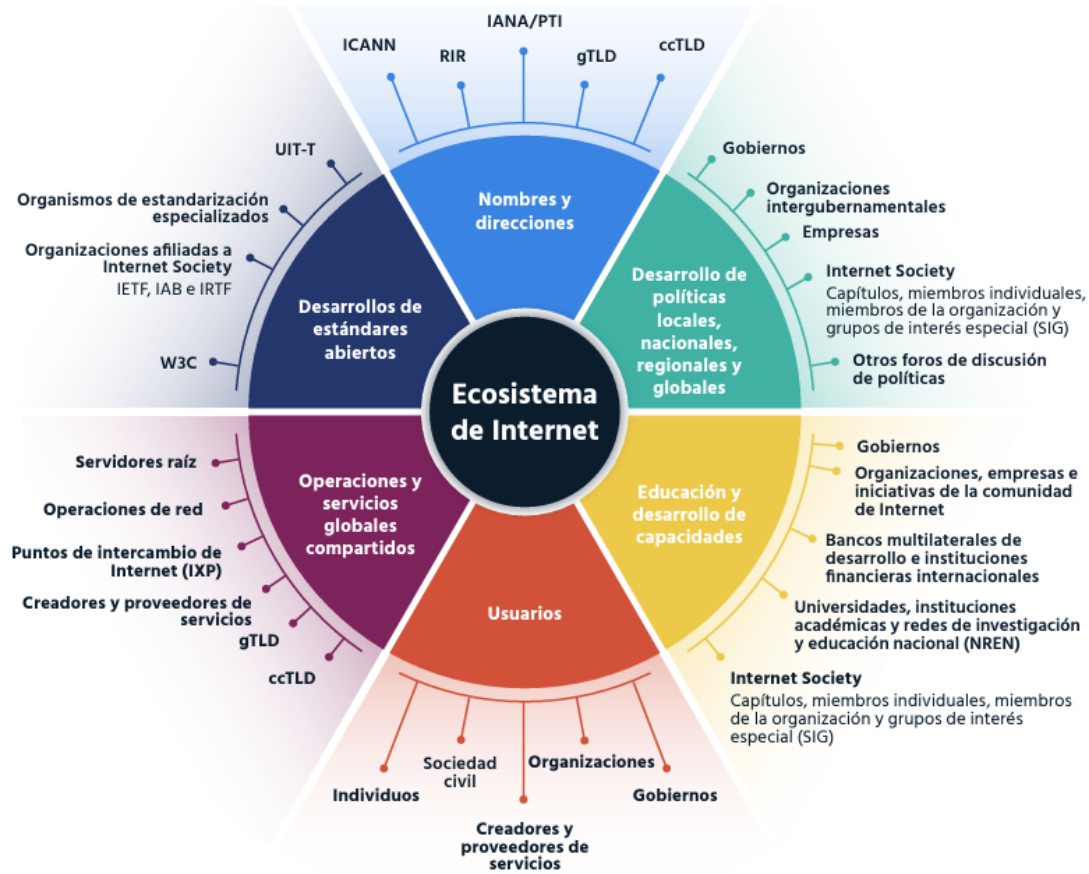 IANA/PTI
ICANN
RIR
gTLD
ccTLD
Nombres y
direcciones
Gobiernos
Organizaciones
intergubernamentales
Empresas
Internet Society
Capítulos, miembros individuales,
miembros de la organización y
grupos de interés especial (SIG)
Otros foros de discusión
de políticas
Desarrollo de
políticas
locales,
nacionales,
regionales y
globales
UIT-T
Organismos de estandarización
especializados
Organizaciones afiliadas a
Internet Society
IETF, IAB e IRTF
W3C
Desarrollos de
estándares
abiertos
Ecosistema
de Internet
Servidores raíz
Operaciones de red
Puntos de intercambio de
Internet (IXP)
Creadores y proveedores de
servicios
gTLD
ccTLD
Operaciones y
servicios
globales
compartidos
Educación y
desarrollo de
capacidades
Gobiernos
Organizaciones, empresas e
iniciativas de la comunidad
de Internet
Bancos multilaterales de
desarrollo e instituciones
financieras internacionales
Universidades, instituciones
académicas y redes de investigación
y educación nacional (NREN)
Internet Society
Capítulos, miembros individuales, miembros
de la organización y grupos de interés
especial (SIG)
Usuarios
Individuos
Sociedad
civil
Creadores y
proveedores de
servicios
Organizaciones
Gobiernos